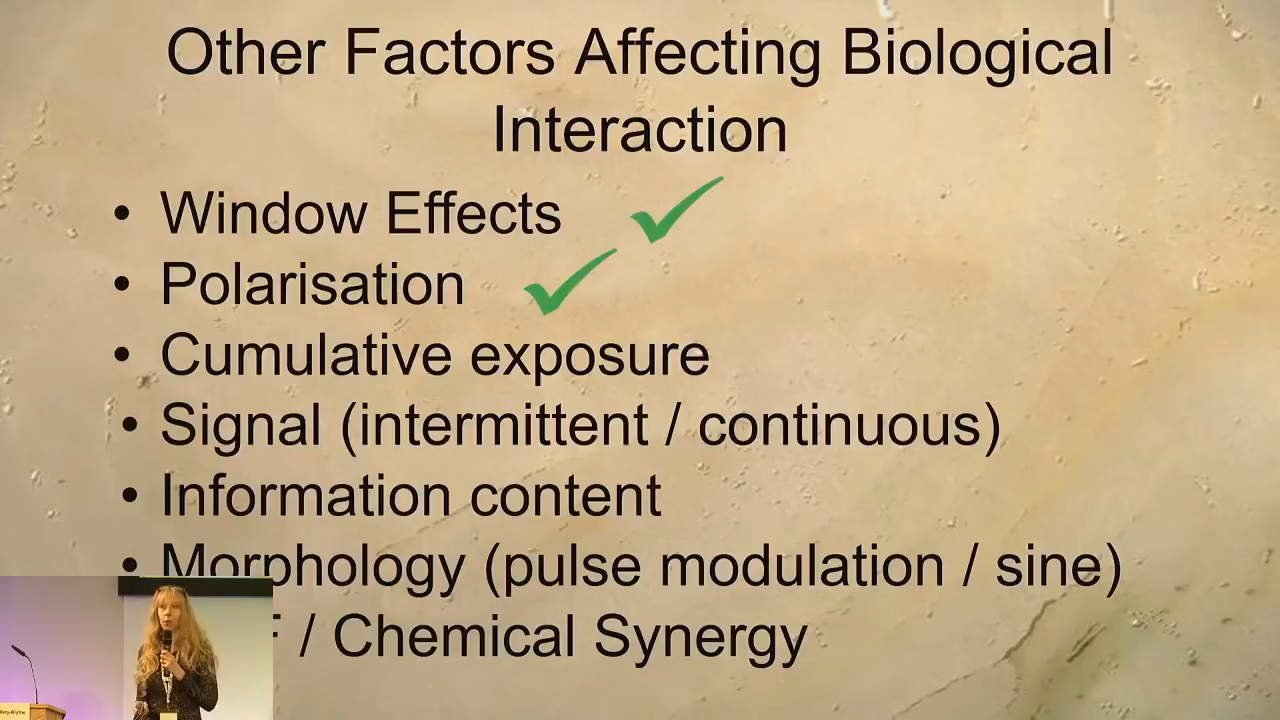 Other Factors Affecting Biological
Interaction
• Window Effects
• Polarisation
• Cumulative exposure
• Signal (intermittent / continuous)
• Information content
• Morphology (pulse modulation / sine)
/ Chemical Synergy